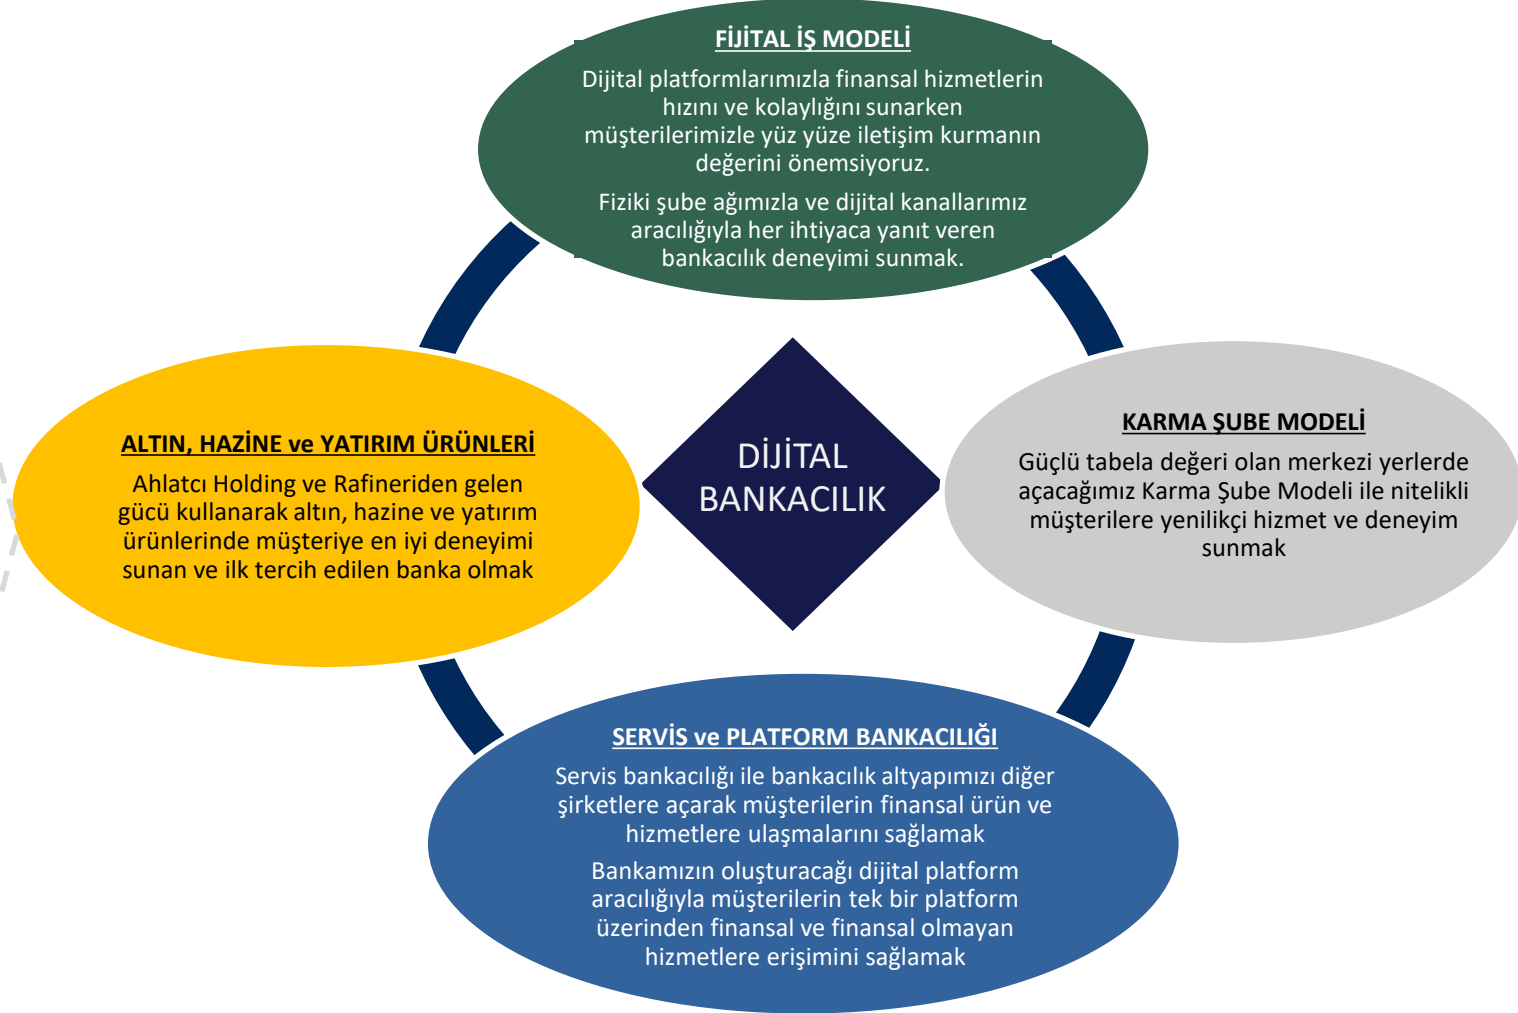 FİJİTAL İŞ MODELİ
Dijital platformlarımızla finansal hizmetlerin
hızını ve kolaylığını sunarken
müşterilerimizle yüz yüze iletişim kurmanın
değerini önemsiyoruz.
Fiziki şube ağımızla ve dijital kanallarımız
aracılığıyla her ihtiyaca yanıt veren
bankacılık deneyimi sunmak.
ALTIN, HAZİNE ve YATIRIM ÜRÜNLERİ
Ahlatcı Holding ve Rafineriden gelen
gücü kullanarak altın, hazine ve yatırım
ürünlerinde müşteriye en iyi deneyimi
sunan ve ilk tercih edilen banka olmak
DİJİTAL
BANKACILIK
KARMA ŞUBE MODELİ
Güçlü tabela değeri olan merkezi yerlerde
açacağımız Karma Şube Modeli ile nitelikli
müşterilere yenilikçi hizmet ve deneyim
sunmak
SERVİS ve PLATFORM BANKACILIĞI
Servis bankacılığı ile bankacılık altyapımızı diğer
şirketlere açarak müşterilerin finansal ürün ve
hizmetlere ulaşmalarını sağlamak
Bankamızın oluşturacağı dijital platform
aracılığıyla müşterilerin tek bir platform
üzerinden finansal ve finansal olmayan
hizmetlere erişimini sağlamak